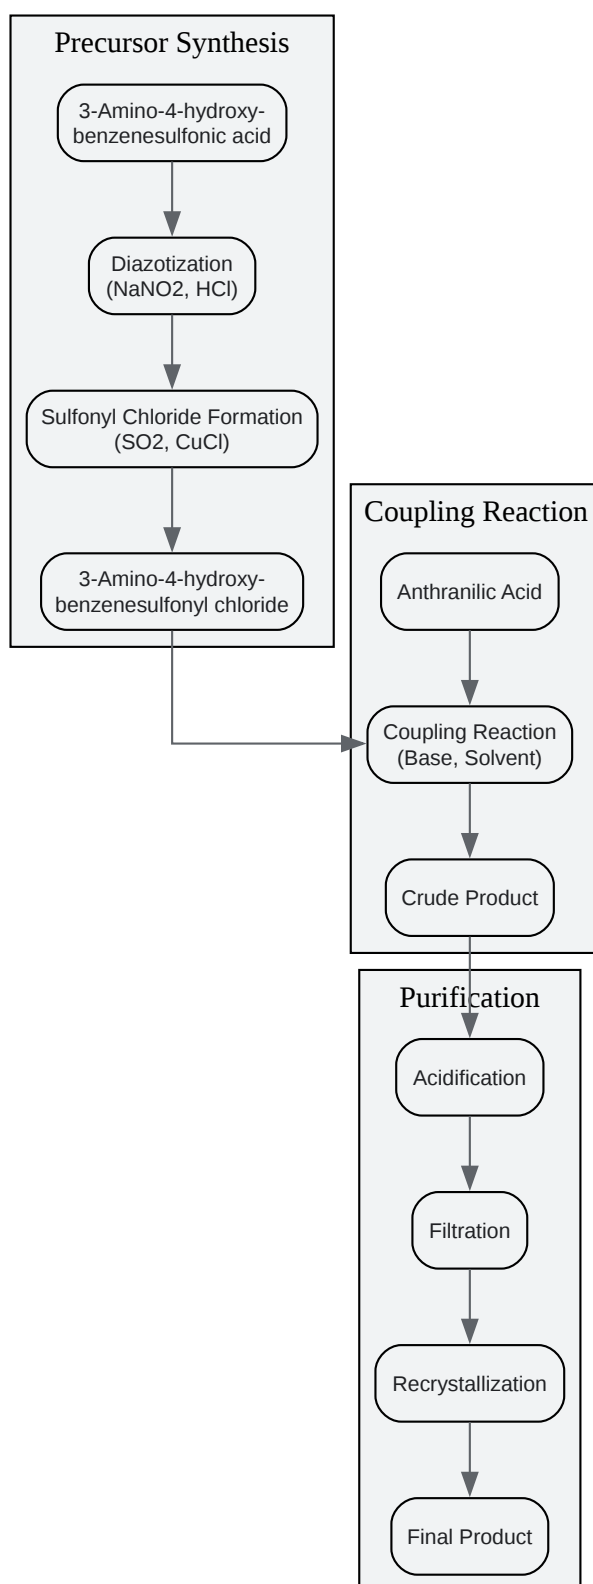 Precursor Synthesis
3-Amino-4-hydroxy-
benzenesulfonic acid
Diazotization
(NaNO2, HCl)
Sulfonyl Chloride Formation
(SO2, CuCl)
3-Amino-4-hydroxy-
benzenesulfonyl chloride
Coupling Reaction
Anthranilic Acid
Coupling Reaction
(Base, Solvent)
Crude Product
Purification
Acidification
Filtration
Recrystallization
Final Product